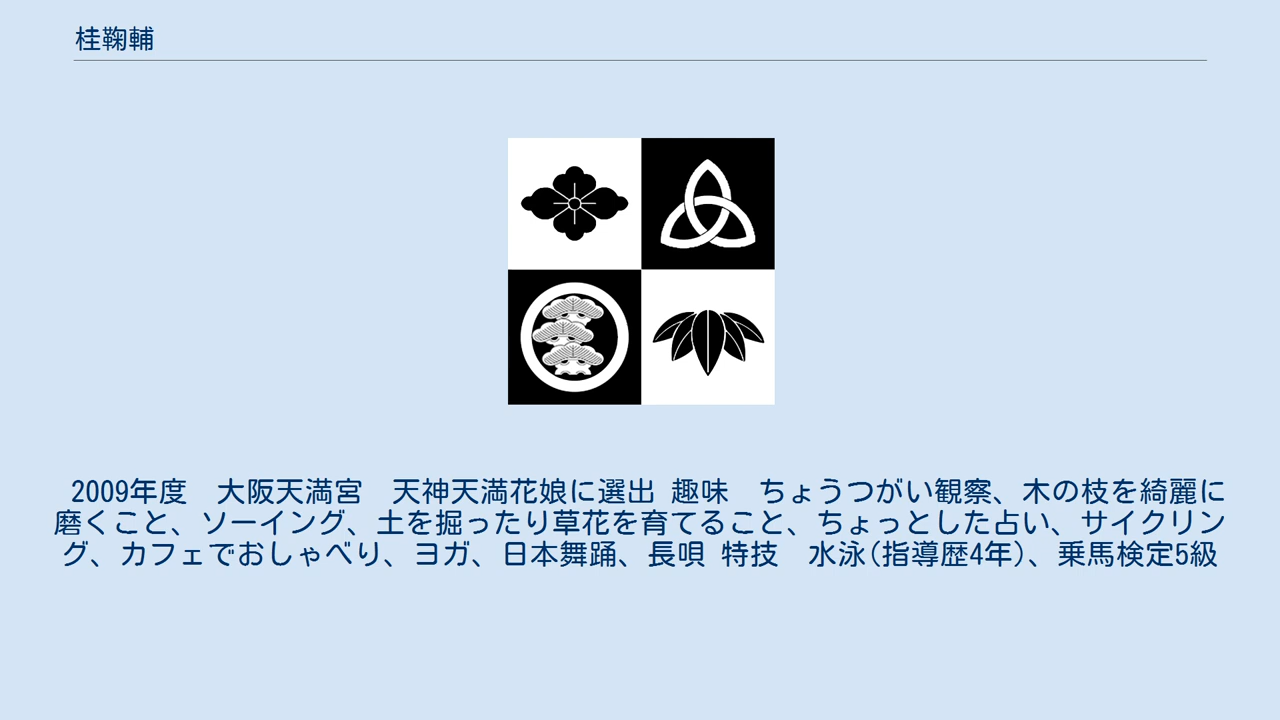 桂鞠輔
2009年度　大阪天満宮　天神天満花娘に選出 趣味　ちょうつがい観察、木の枝を綺麗に
磨くこと、ソーイング、土を掘ったり草花を育てること、ちょっとした占い、サイクリン
グ、カフェでおしゃべり、ヨガ、日本舞踊、長唄 特技　水泳(指導歴4年)、乗馬検定5級